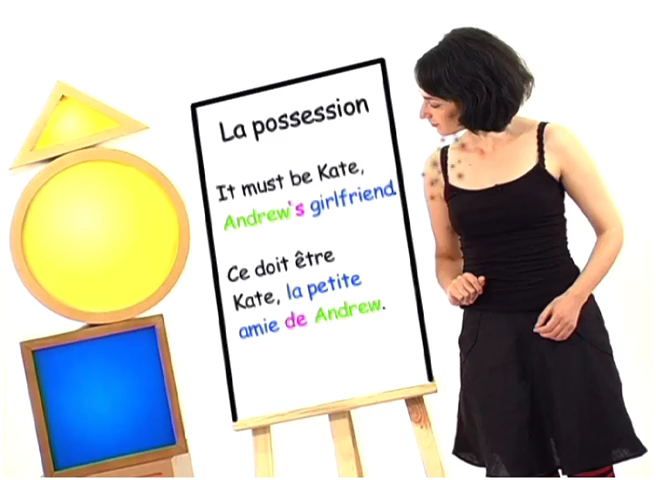 La possession
It must be Kate,
Andrew's girlfriend.
Ce doit être
Kate, la petite
amie de Andrew.